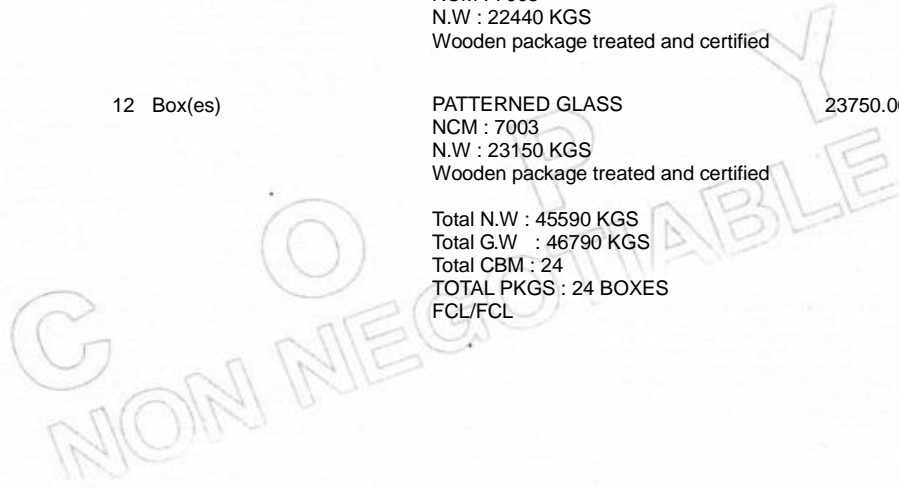 N.W : 22440 KGS
Wooden package treated and certified
12 Box(es) PATTERNED GLASS 23750.00
NCM : 7003
N.W : 23150 KGS
Wooden package treated and certified
Total N.W : 45590 KGS
Total G.W : 46790 KGS
Total CBM : 24
TOTAL PKGS : 24 BOXES
FCL/FCL
COPY
NON NEGOTIABLE